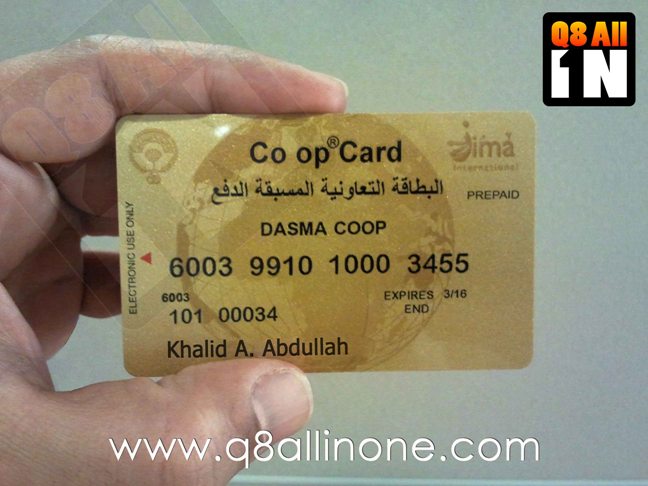 Q8 All
1N
Co op® Card
jima
international
البطاقة التعاونية المسبقة الدفع
PREPAID
DASMA COOP
ELECTRONIC USE ONLY
6003 9910 1000 3455
6003
101 00034
EXPIRES 3/16
END
Khalid A. Abdullah
www.q8allinone.com